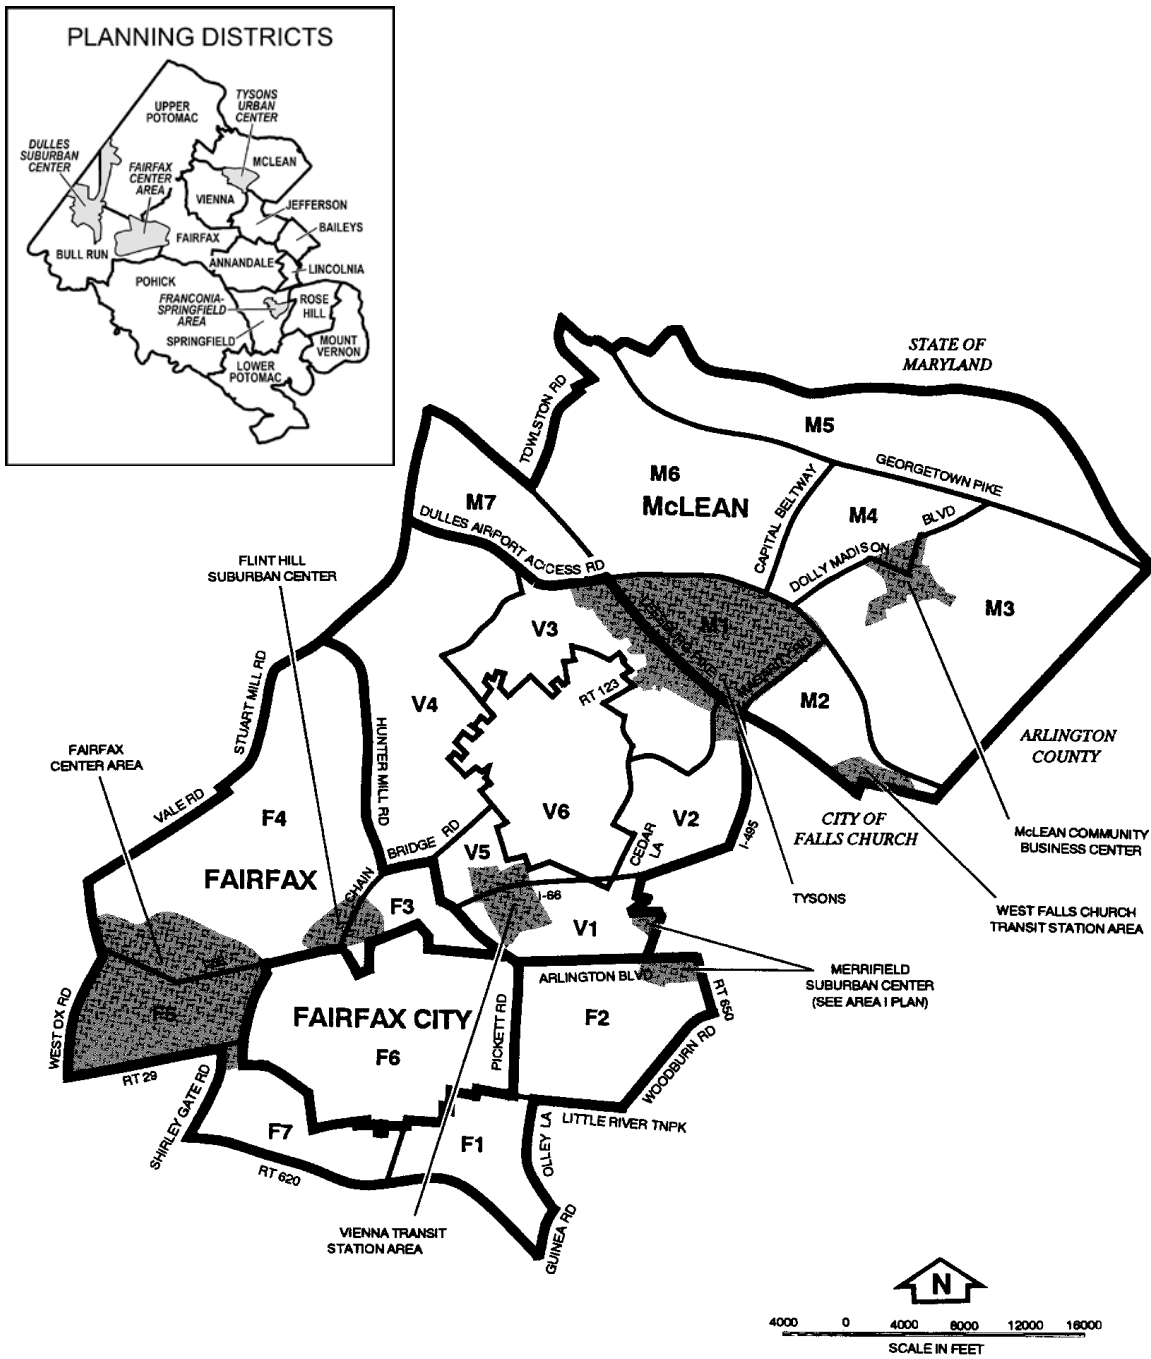 PLANNING DISTRICTS
UPPER
POTOMAC
TYSONS
URBAN
CENTER
DULLES
SUBURBAN
CENTER
FAIRFAX
CENTER
AREA
MCLEAN
VIENNA
JEFFERSON
BAILEYS
FAIRFAX
BULL RUN
ANNANDALE
LINCOLNIA
POHICK
FRANCONIA-
SPRINGFIELD
AREA
ROSE
HILL
SPRINGFIELD
MOUNT
VERNON
LOWER
POTOMAC
STATE OF
MARYLAND
TOWLSTON RD
M5
M6
McLEAN
GEORGETOWN PIKE
CAPITAL BELTWAY
M7
M4
BLVD
DULLES AIRPORT ACCESS RD
DOLLY MADISON
FLINT HILL
SUBURBAN CENTER
M3
M1
LEESBURG PIKE
MAGARITY RD
V3
RT 123
M2
V4
STUART MILL RD
HUNTER MILL RD
ARLINGTON
COUNTY
FAIRFAX
CENTER AREA
VALE RD
F4
V6
V2
I-495
CITY OF
FALLS CHURCH
McLEAN COMMUNITY
BUSINESS CENTER
CHAIN
BRIDGE RD
V5
CEDAR
LA
FAIRFAX
TYSONS
I-66
F3
V1
WEST FALLS CHURCH
TRANSIT STATION AREA
I-66
ARLINGTON BLVD
MERRIFIELD
SUBURBAN CENTER
(SEE AREA I PLAN)
WEST OX RD
F5
FAIRFAX CITY
F6
PICKETT RD
F2
RT 650
WOODBURN RD
RT 29
SHIRLEY GATE RD
F7
F1
OLLEY LA
LITTLE RIVER TNPK
RT 620
GUINEA RD
VIENNA TRANSIT
STATION AREA
N
4000 0 4000 8000 12000 16000
SCALE IN FEET